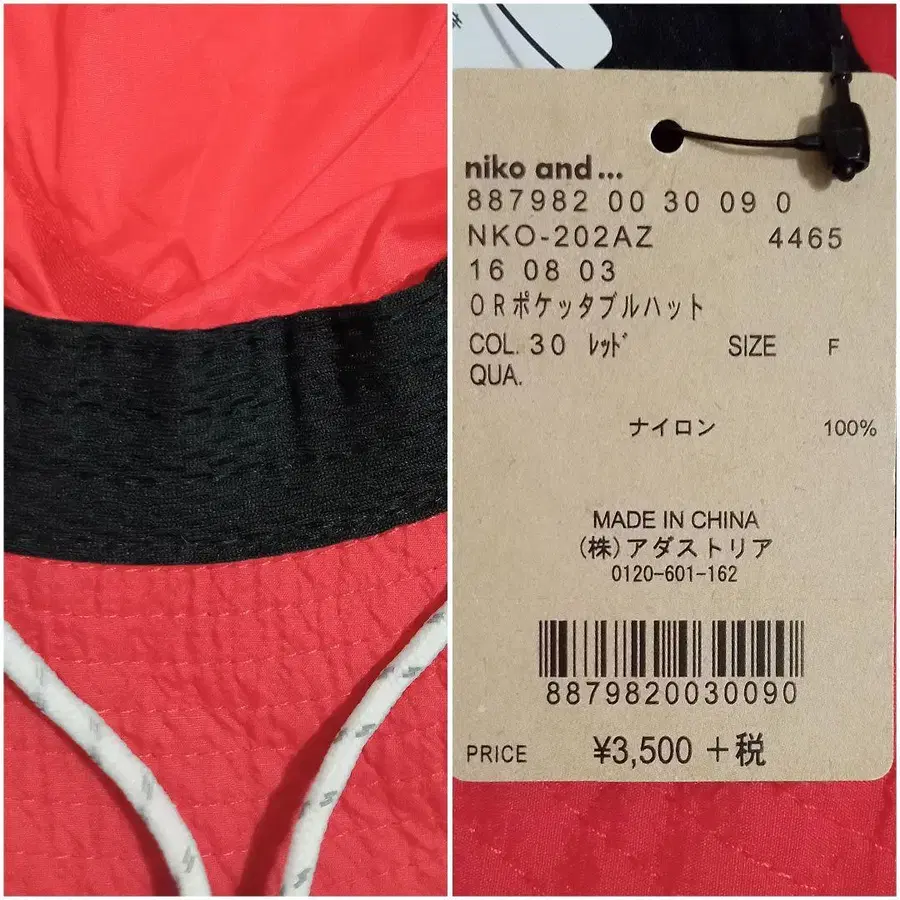 niko and ...
887982 00 30 09 0
NKO-202AZ 4465
16 08 03
ORポケッタブルハット
COL. 30 ﾚｯﾄﾞ SIZE F
QUA.
ナイロン 100%
MADE IN CHINA
(株)アダストリア
0120-601-162
8879820030090
PRICE ¥3,500 +税